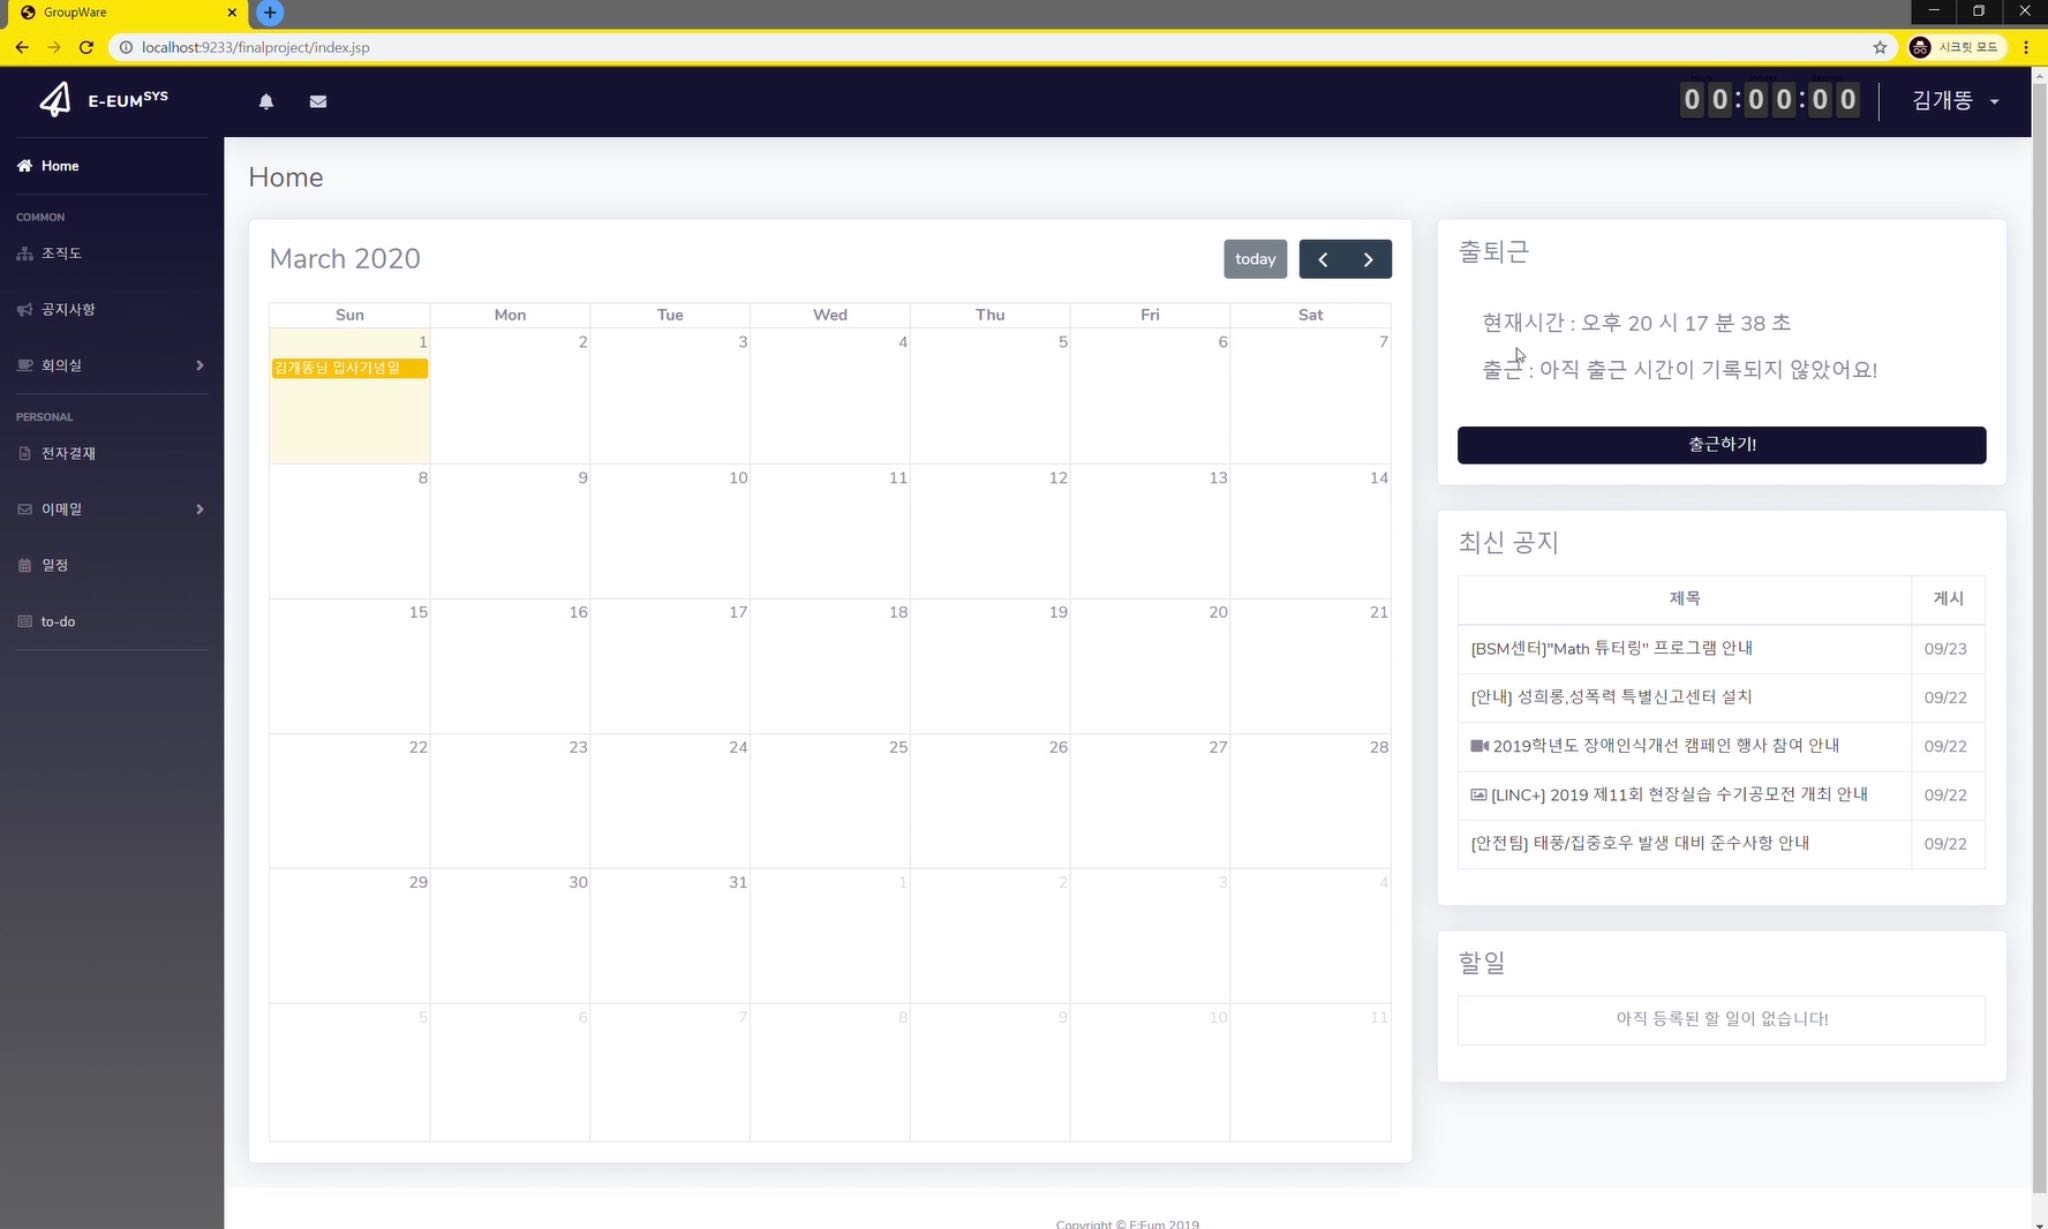 GroupWare
localhost:9233/finalproject/index.jsp
시크릿 모드
E-EUMSYS
00:00:00
김개똥
Home
COMMON
조직도
공지사항
회의실
PERSONAL
전자결재
이메일
일정
to-do
Home
March 2020
today
Sun Mon Tue Wed Thu Fri Sat
1 2 3 4 5 6 7
김개똥님 입사기념일
8 9 10 11 12 13 14
15 16 17 18 19 20 21
22 23 24 25 26 27 28
29 30 31 1 2 3 4
5 6 7 8 9 10 11
출퇴근
현재시간 : 오후 20 시 17 분 38 초
출근 : 아직 출근 시간이 기록되지 않았어요!
출근하기!
최신 공지
제목 게시
[BSM센터]"Math 튜터링" 프로그램 안내 09/23
[안내] 성희롱,성폭력 특별신고센터 설치 09/22
2019학년도 장애인식개선 캠페인 행사 참여 안내 09/22
[LINC+] 2019 제11회 현장실습 수기공모전 개최 안내 09/22
[안전팀] 태풍/집중호우 발생 대비 준수사항 안내 09/22
할일
아직 등록된 할 일이 없습니다!
Copyright © E:Eum 2019